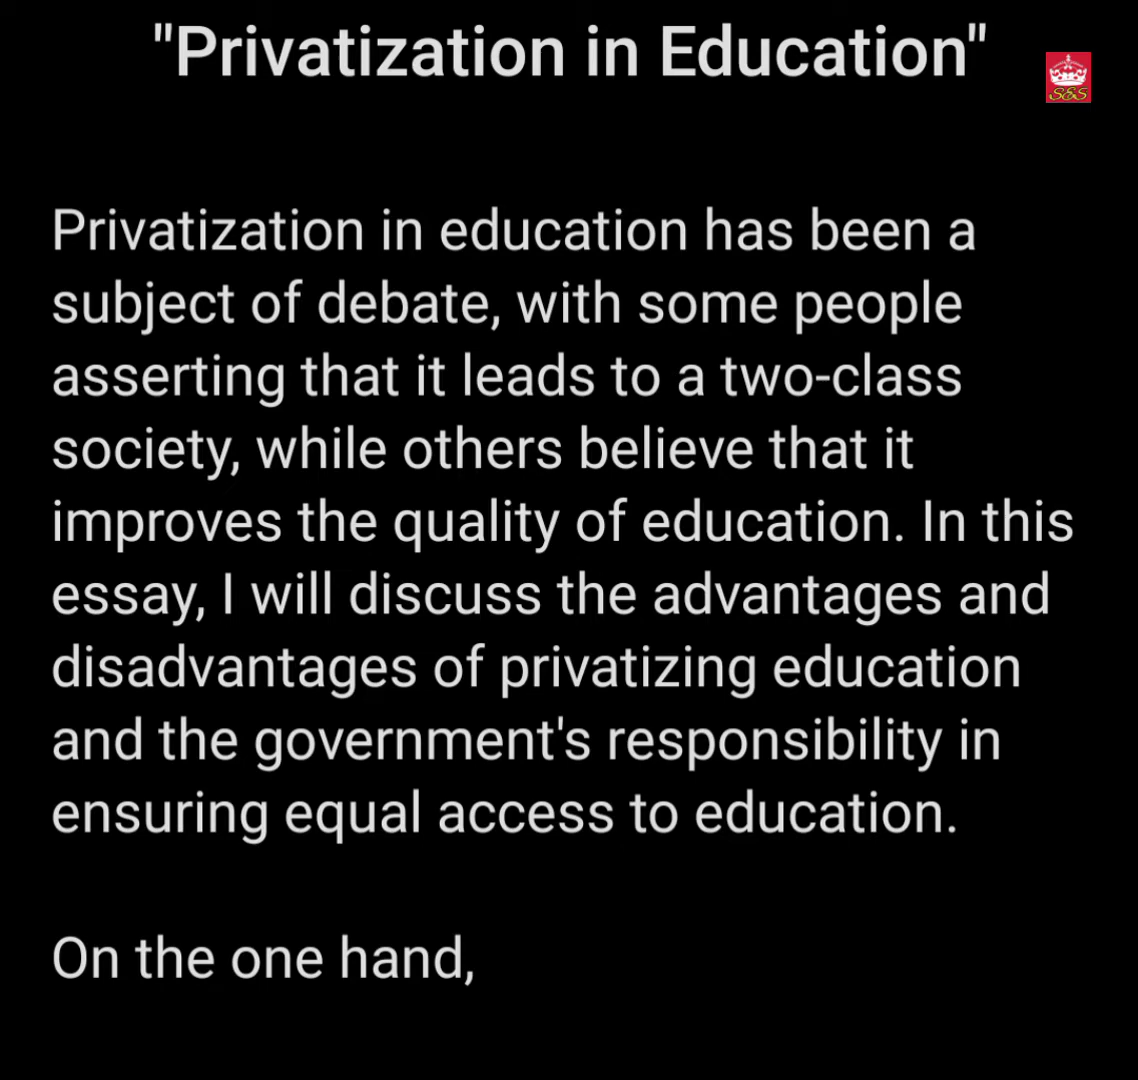 "Privatization in Education"
S&S
Privatization in education has been a
subject of debate, with some people
asserting that it leads to a two-class
society, while others believe that it
improves the quality of education. In this
essay, I will discuss the advantages and
disadvantages of privatizing education
and the government's responsibility in
ensuring equal access to education.
On the one hand,